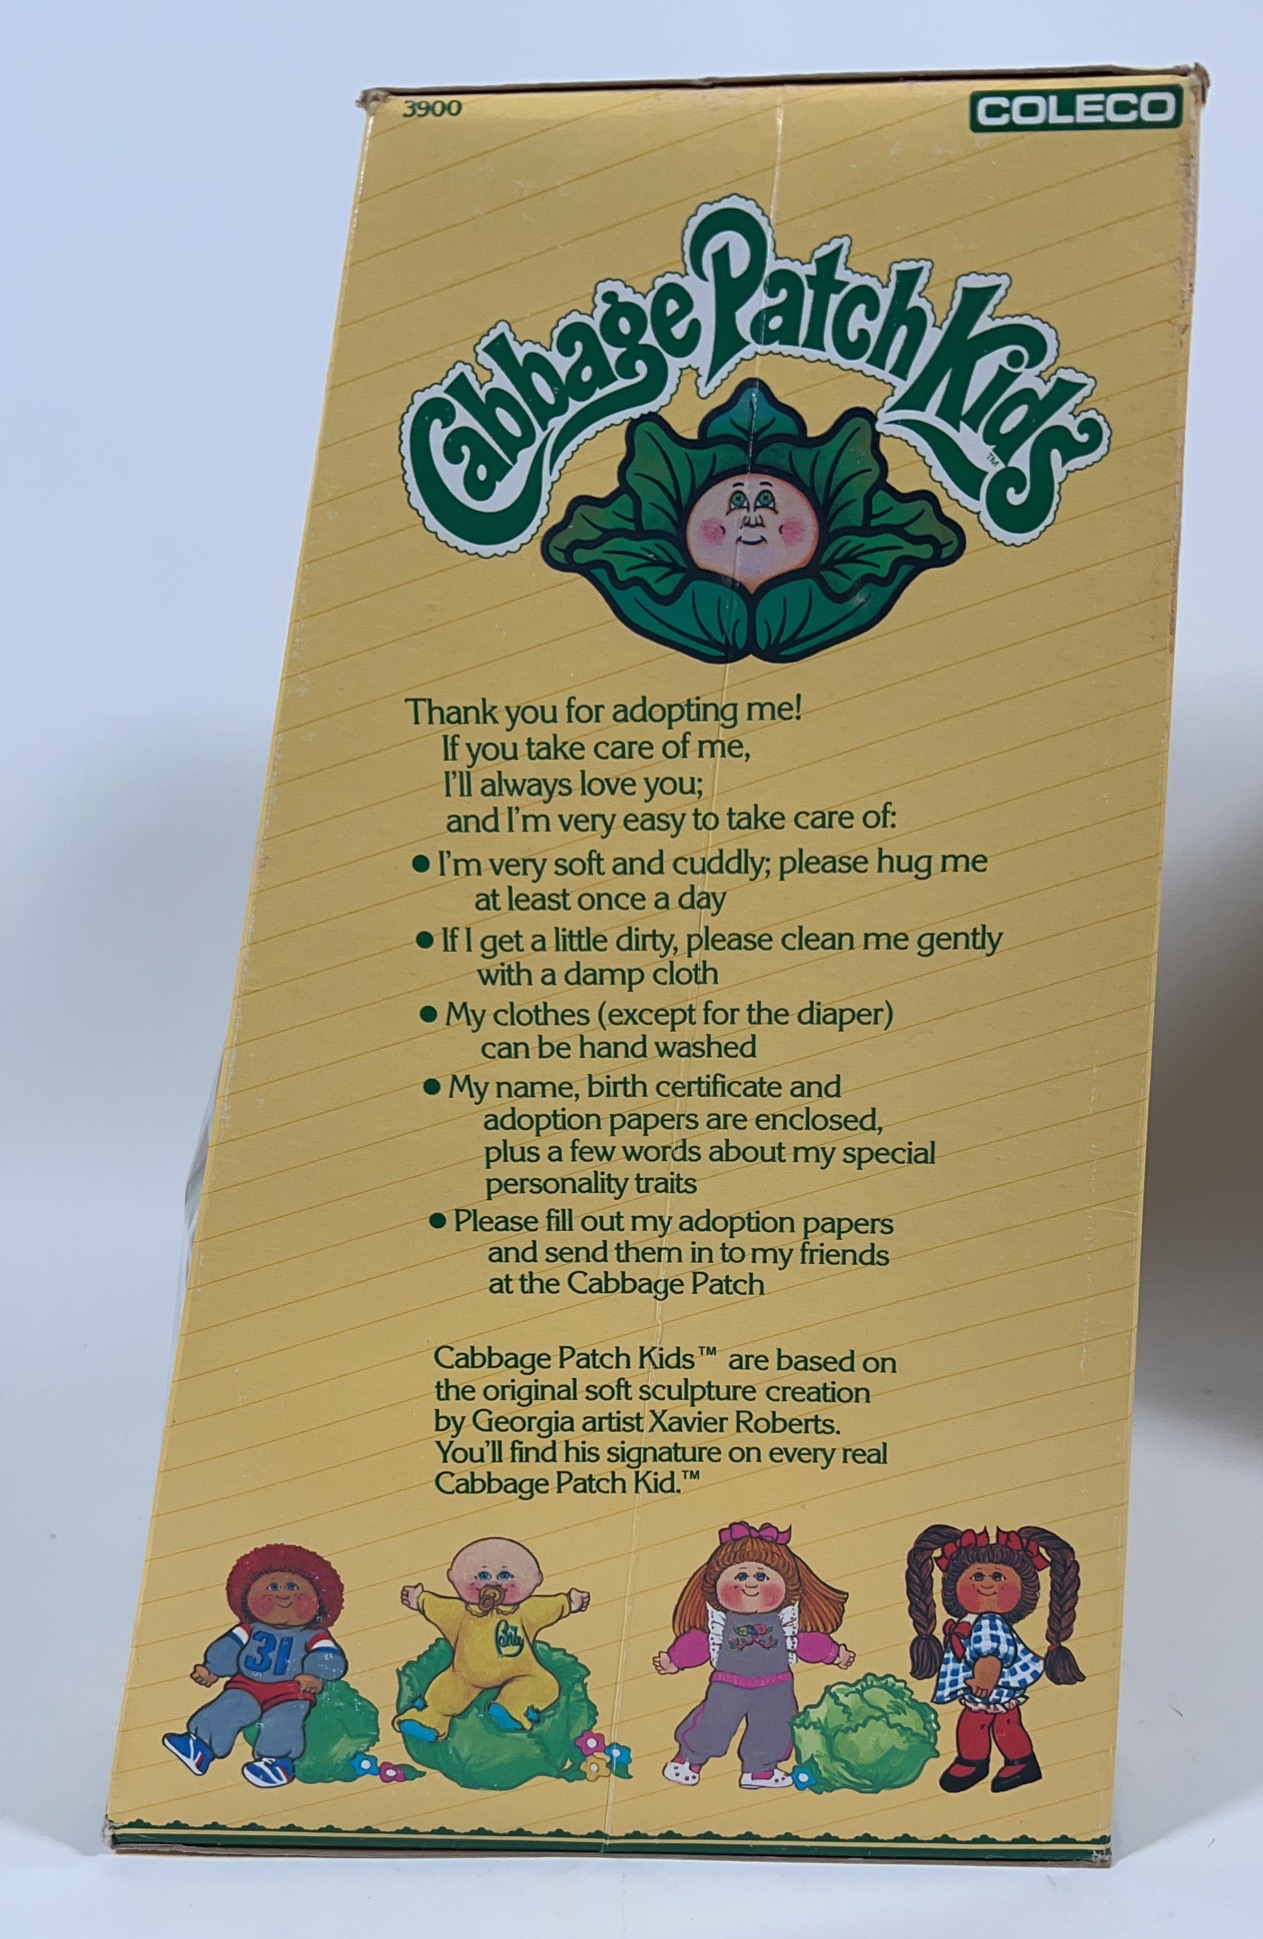 3900
COLECO
Cabbage Patch Kids™
Thank you for adopting me!
If you take care of me,
I'll always love you;
and I'm very easy to take care of:
● I'm very soft and cuddly; please hug me
at least once a day
● If I get a little dirty, please clean me gently
with a damp cloth
● My clothes (except for the diaper)
can be hand washed
● My name, birth certificate and
adoption papers are enclosed,
plus a few words about my special
personality traits
● Please fill out my adoption papers
and send them in to my friends
at the Cabbage Patch
Cabbage Patch Kids™ are based on
the original soft sculpture creation
by Georgia artist Xavier Roberts.
You'll find his signature on every real
Cabbage Patch Kid.™
31